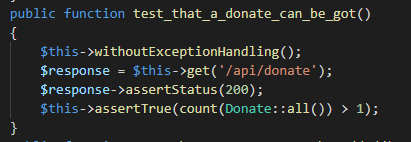 public function test_that_a_donate_can_be_got()
{
    $this->withoutExceptionHandling();
    $response = $this->get('/api/donate');
    $response->assertStatus(200);
    $this->assertTrue(count(Donate::all()) > 1);
}